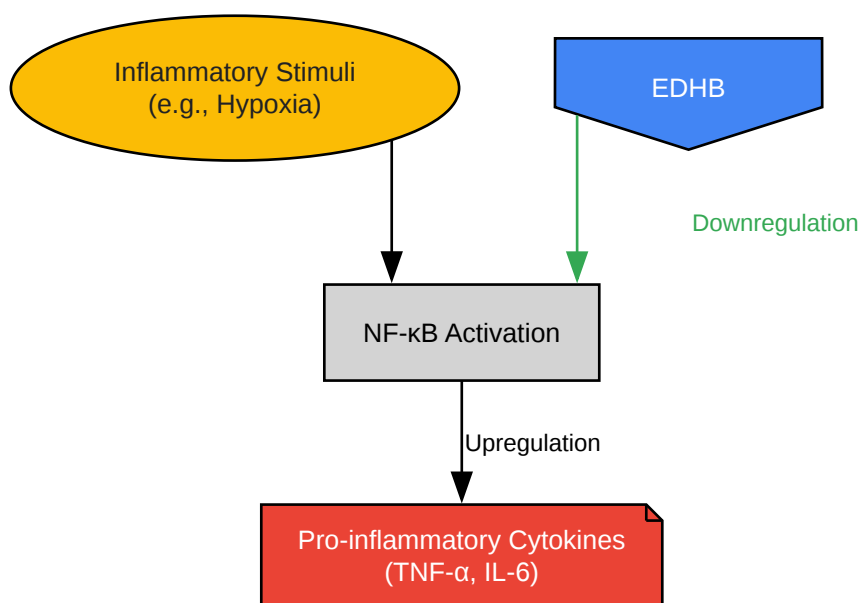 Inflammatory Stimuli
(e.g., Hypoxia)
EDHB
Downregulation
NF-κB Activation
Upregulation
Pro-inflammatory Cytokines
(TNF-α, IL-6)